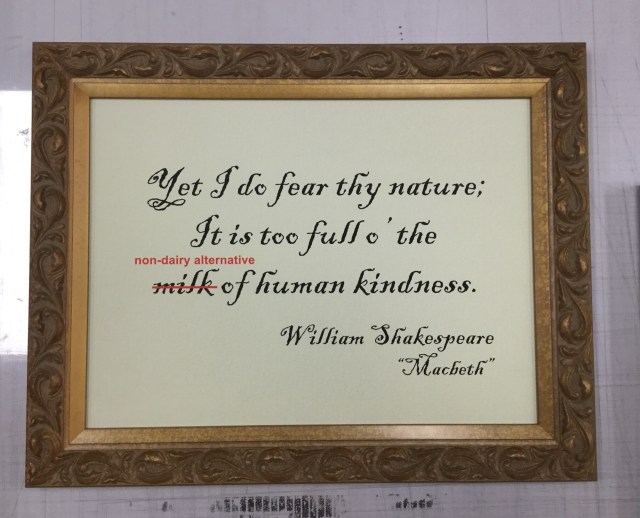 Yet I do fear thy nature;
It is too full o' the
non-dairy alternative
milk of human kindness.
William Shakespeare
"Macbeth"